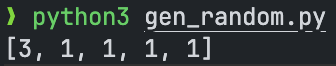 ❯ python3 gen_random.py
[3, 1, 1, 1, 1]